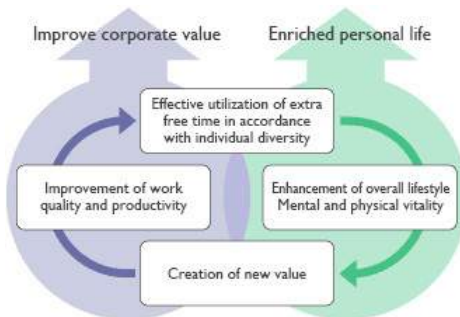 Improve corporate value
Enriched personal life
Effective utilization of extra
free time in accordance
with individual diversity
Improvement of work
quality and productivity
Enhancement of overall lifestyle
Mental and physical vitality
Creation of new value